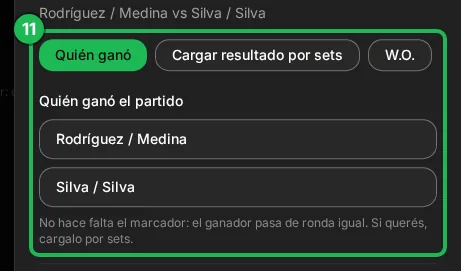 Rodríguez / Medina vs Silva / Silva
11
Quién ganó Cargar resultado por sets W.O.
Quién ganó el partido
Rodríguez / Medina
Silva / Silva
No hace falta el marcador: el ganador pasa de ronda igual. Si querés,
cargalo por sets.